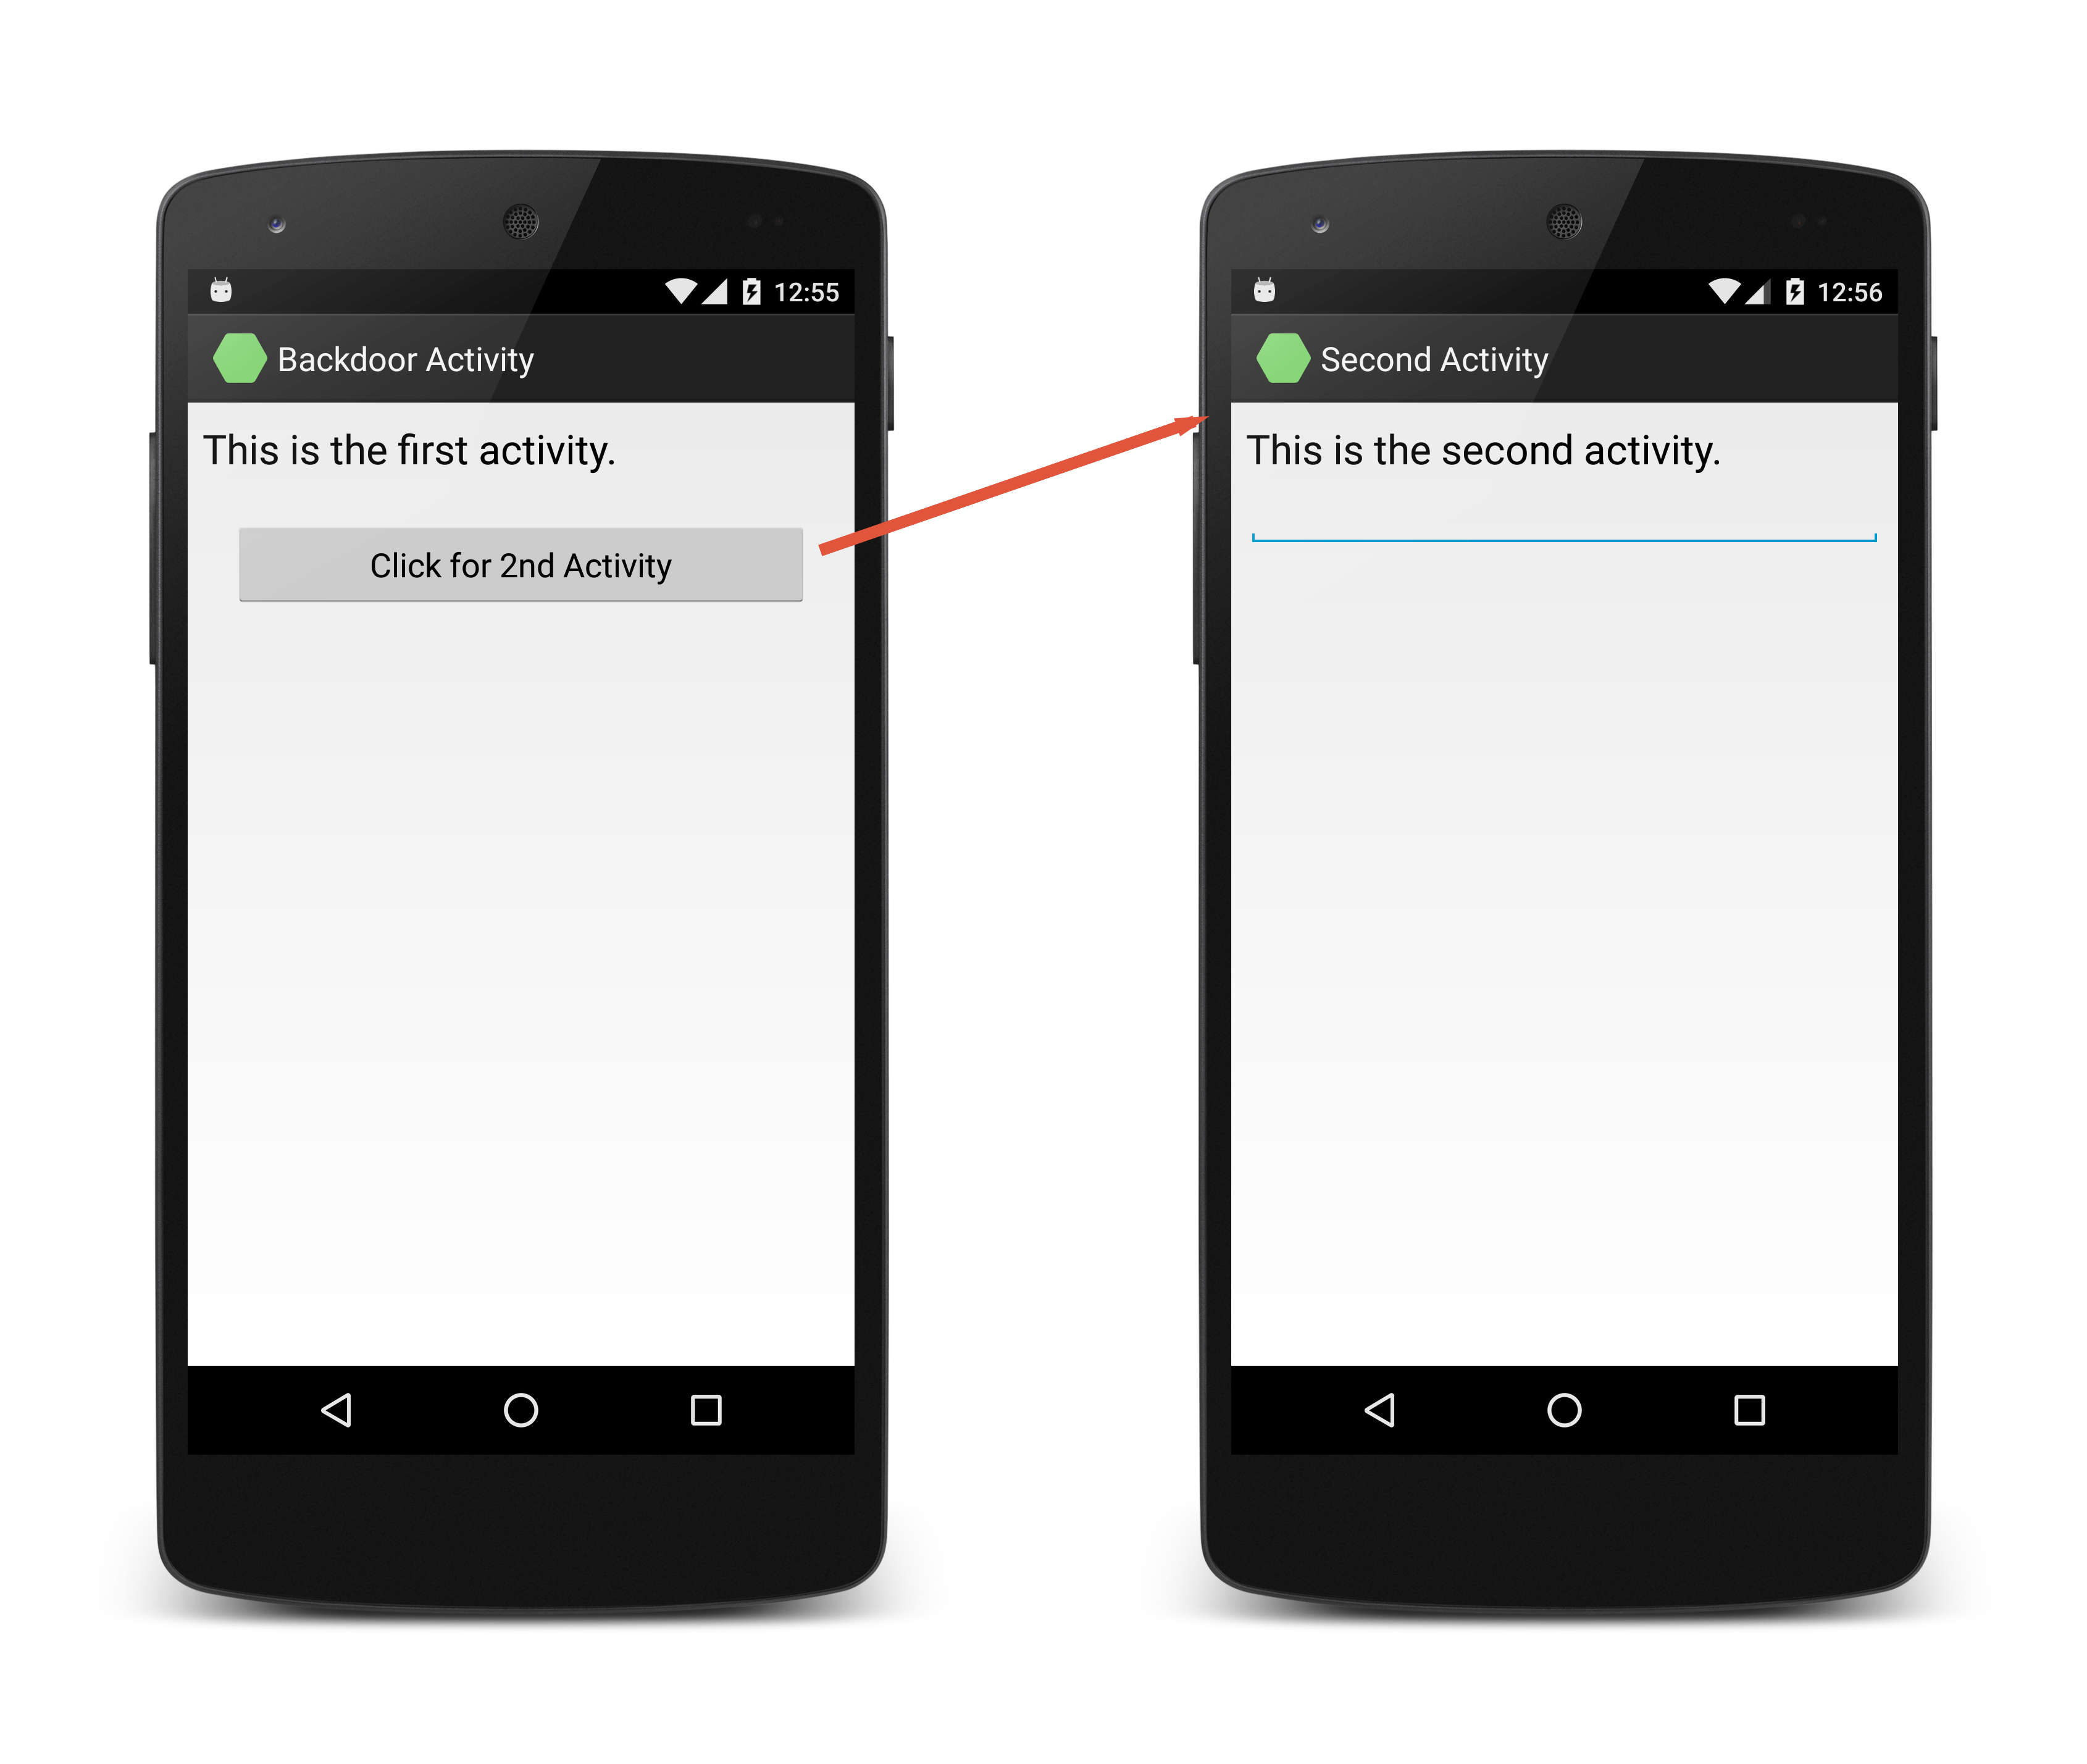 12:55
Backdoor Activity
This is the first activity.
Click for 2nd Activity
12:56
Second Activity
This is the second activity.